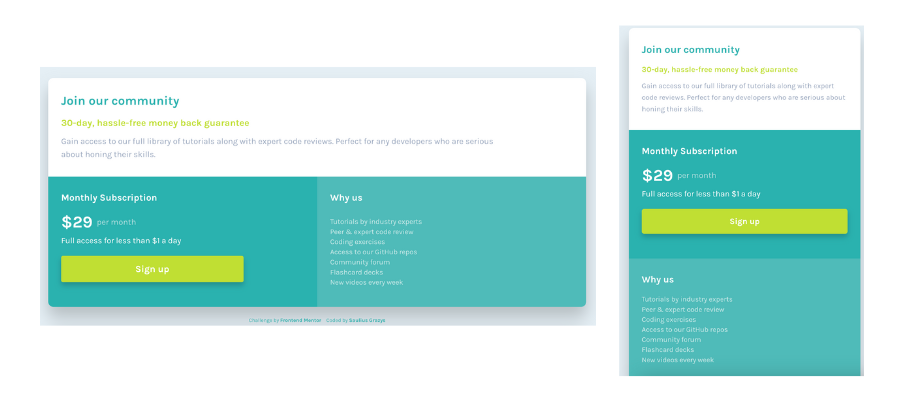 Join our community
30-day, hassle-free money back guarantee
Gain access to our full library of tutorials along with expert code reviews. Perfect for any developers who are serious
about honing their skills.
Monthly Subscription
$29 per month
Full access for less than $1 a day
Sign up
Why us
Tutorials by industry experts
Peer & expert code review
Coding exercises
Access to our GitHub repos
Community forum
Flashcard decks
New videos every week
Challenge by Frontend Mentor. Coded by
Join our community
30-day, hassle-free money back guarantee
Gain access to our full library of tutorials along with expert
code reviews. Perfect for any developers who are serious about
honing their skills.
Monthly Subscription
$29 per month
Full access for less than $1 a day
Sign up
Why us
Tutorials by industry experts
Peer & expert code review
Coding exercises
Access to our GitHub repos
Community forum
Flashcard decks
New videos every week